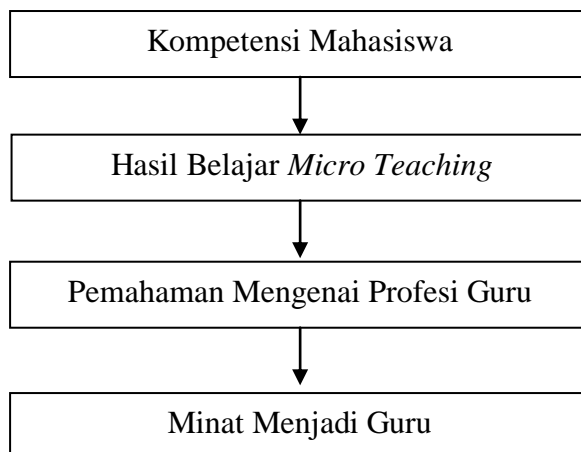 Kompetensi Mahasiswa
Hasil Belajar Micro Teaching
Pemahaman Mengenai Profesi Guru
Minat Menjadi Guru